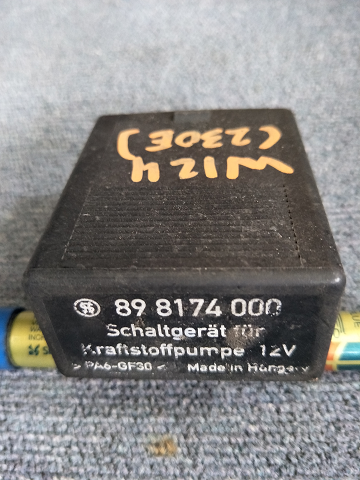 W124
(230E)
89 8174 000
Schaltgerät für
Kraftstoffpumpe 12V
> PA6-GF30 < Made in Hungary